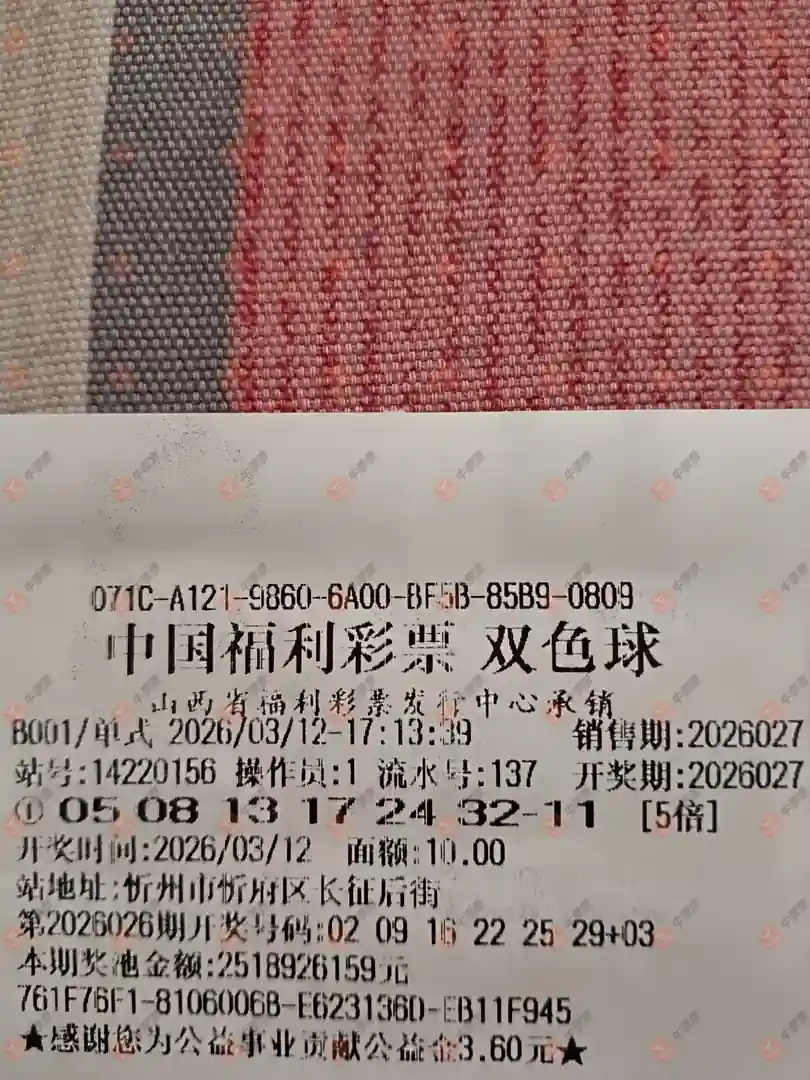 071C-A121-9860-6A00-BF5B-85B9-0809
中国福利彩票 双色球
山西省福利彩票发行中心承销
B001/单式 2026/03/12-17:13:39 销售期:2026027
站号:14220156 操作员:1 流水号:137 开奖期:2026027
① 05 08 13 17 24 32-11 [5倍]
开奖时间:2026/03/12 面额:10.00
站地址:忻州市忻府区长征后街
第2026026期开奖号码:02 09 16 22 25 29+03
本期奖池金额:2518926159元
761F76F1-8106006B-E623136D-EB11F945
★感谢您为公益事业贡献公益金3.60元★